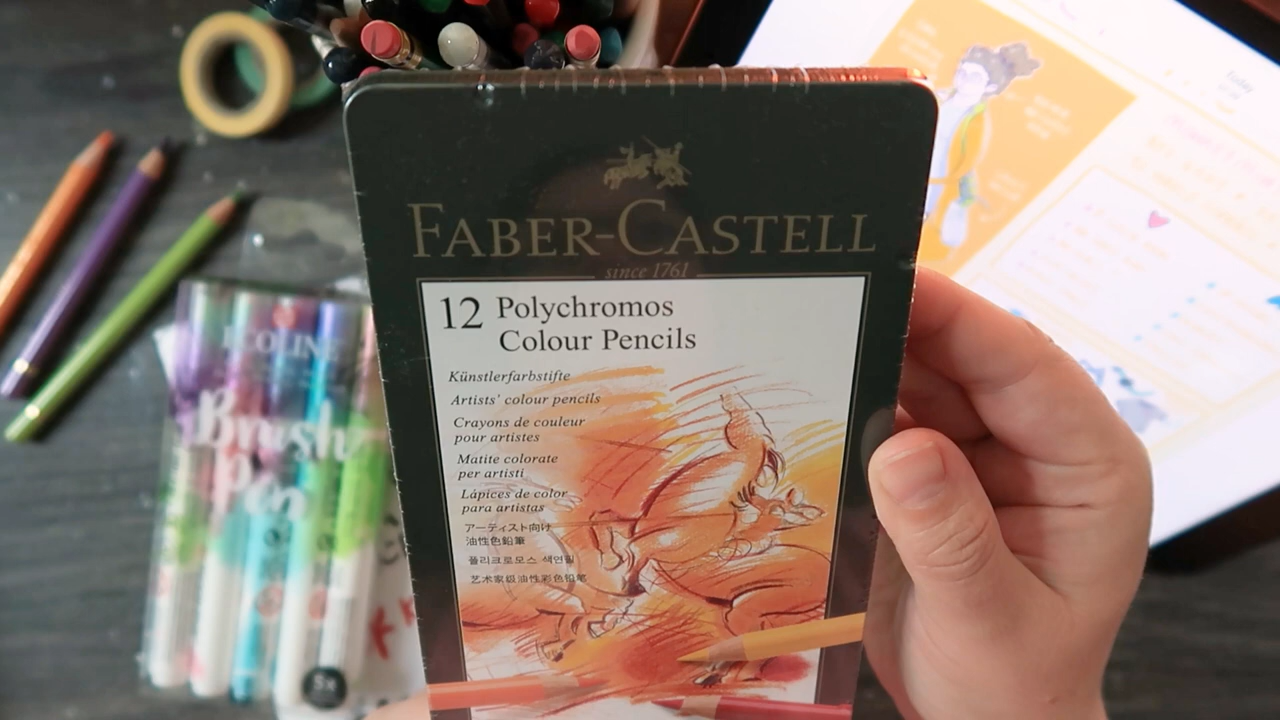 FABER-CASTELL
since 1761
12 Polychromos
Colour Pencils
Künstlerfarbstifte
Artists' colour pencils
Crayons de couleur
pour artistes
Matite colorate
per artisti
Lápices de color
para artistas
アーティスト向け
油性色鉛筆
폴리크로모스 색연필
艺术家级油性彩色铅笔
ECOLINE
Brush
Pen